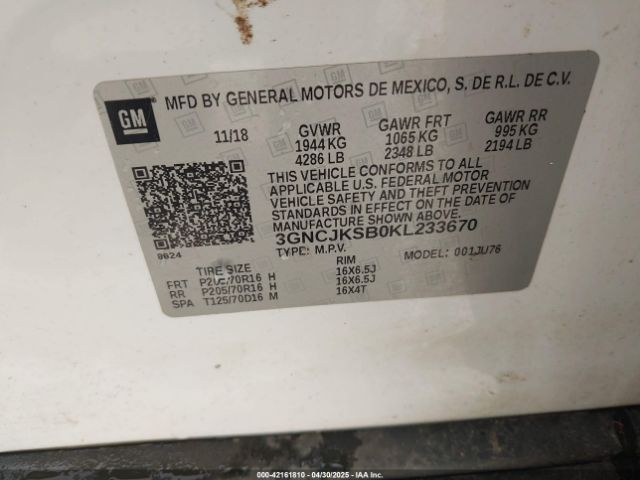 GM
MFD BY GENERAL MOTORS DE MEXICO, S. DE R.L. DE C.V.
11/18 GVWR GAWR FRT GAWR RR
1944 KG 1065 KG 995 KG
4286 LB 2348 LB 2194 LB
THIS VEHICLE CONFORMS TO ALL
APPLICABLE U.S. FEDERAL MOTOR
VEHICLE SAFETY AND THEFT PREVENTION
STANDARDS IN EFFECT ON THE DATE OF
MANUFACTURE SHOWN ABOVE.
3GNCJKSB0KL233670
TYPE: M.P.V. MODEL: 001JU76
9824
TIRE SIZE RIM
FRT P205/70R16 H 16X6.5J
RR P205/70R16 H 16X6.5J
SPA T125/70D16 M 16X4T
000-42161810 - 04/30/2025 - IAA Inc.